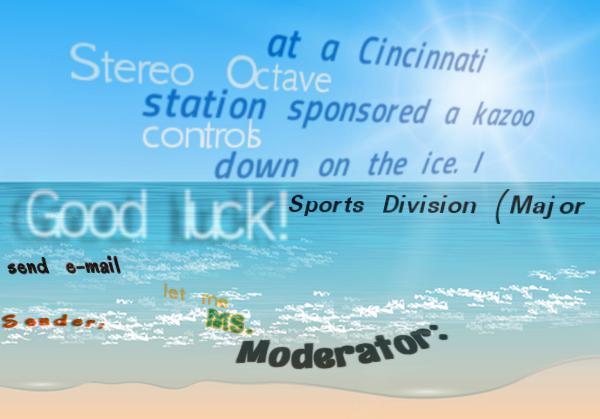 at a Cincinnati
Stereo Octave
station sponsored a kazoo
controls
down on the ice. I
Good luck!
Sports Division (Major
send e-mail
let me
Sender:
Ms.
Moderator: